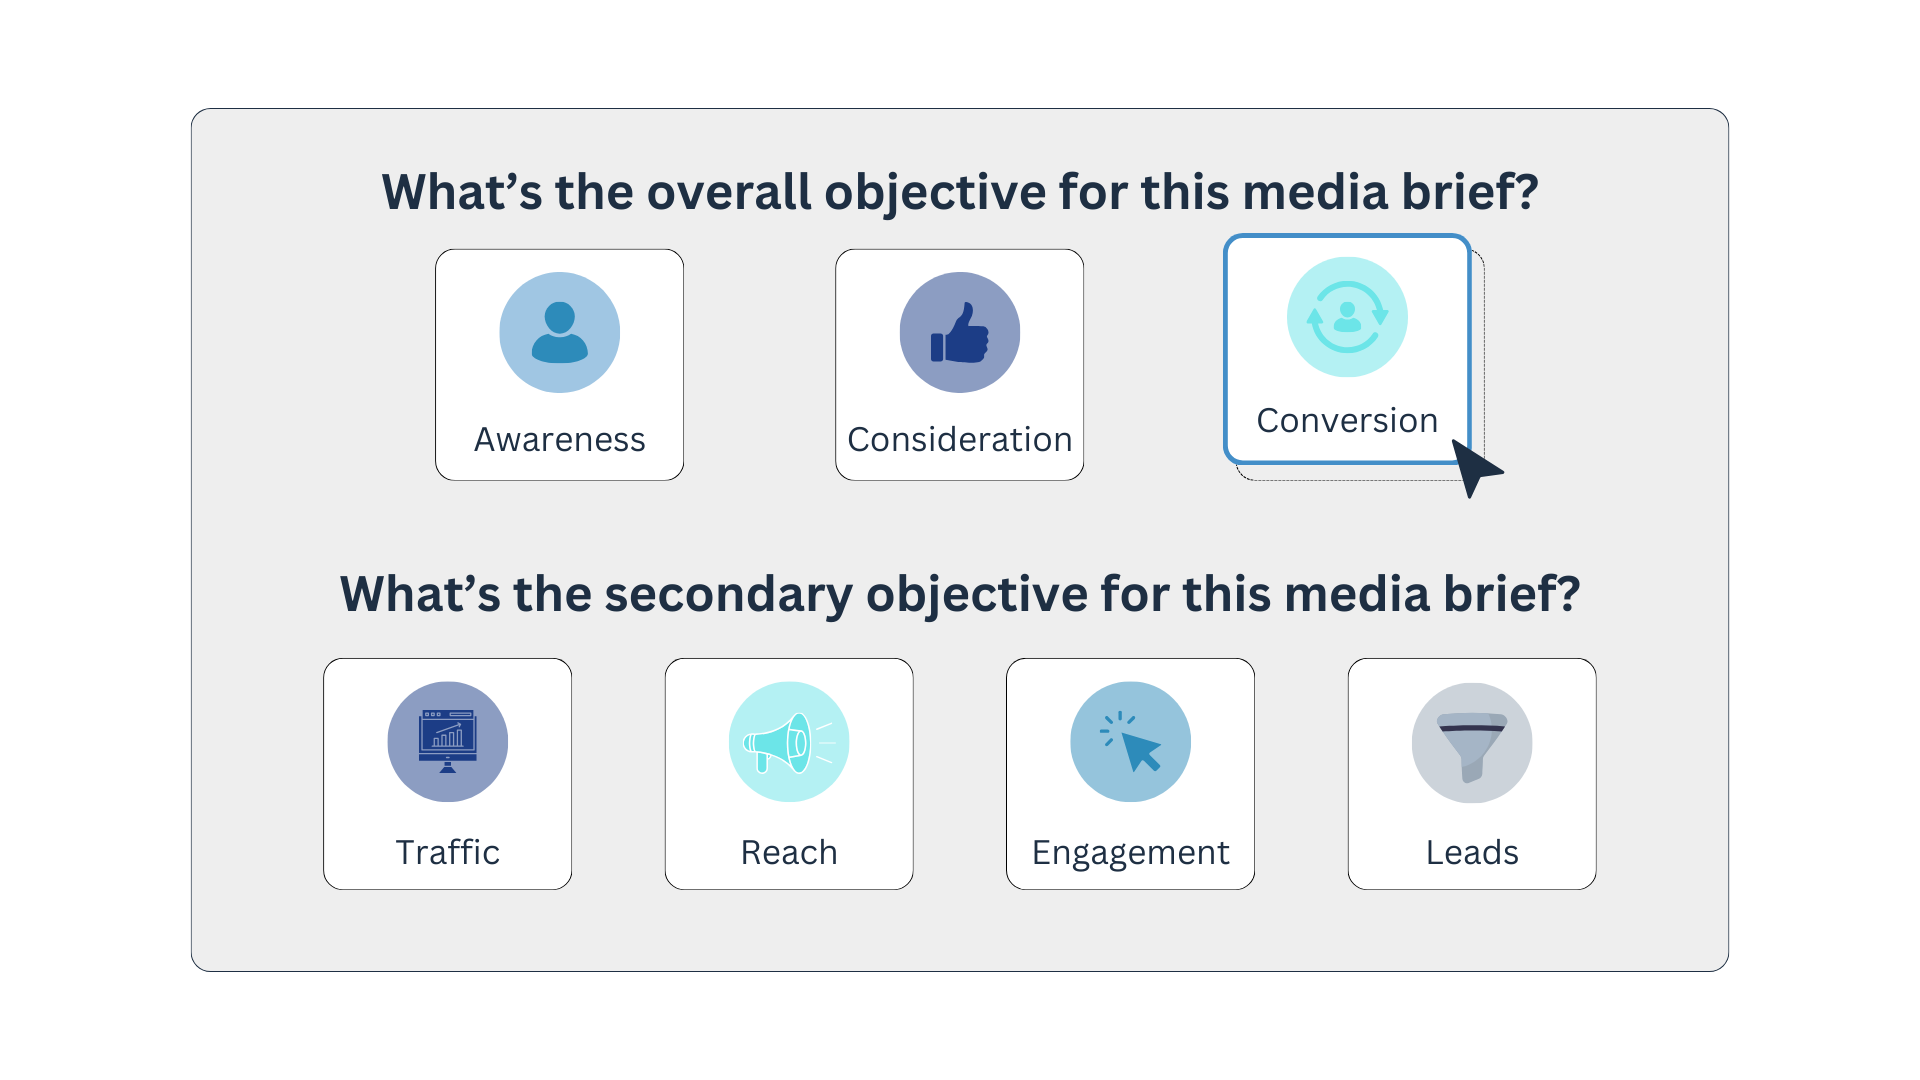 What’s the overall objective for this media brief?
Awareness
Consideration
Conversion
What’s the secondary objective for this media brief?
Traffic
Reach
Engagement
Leads